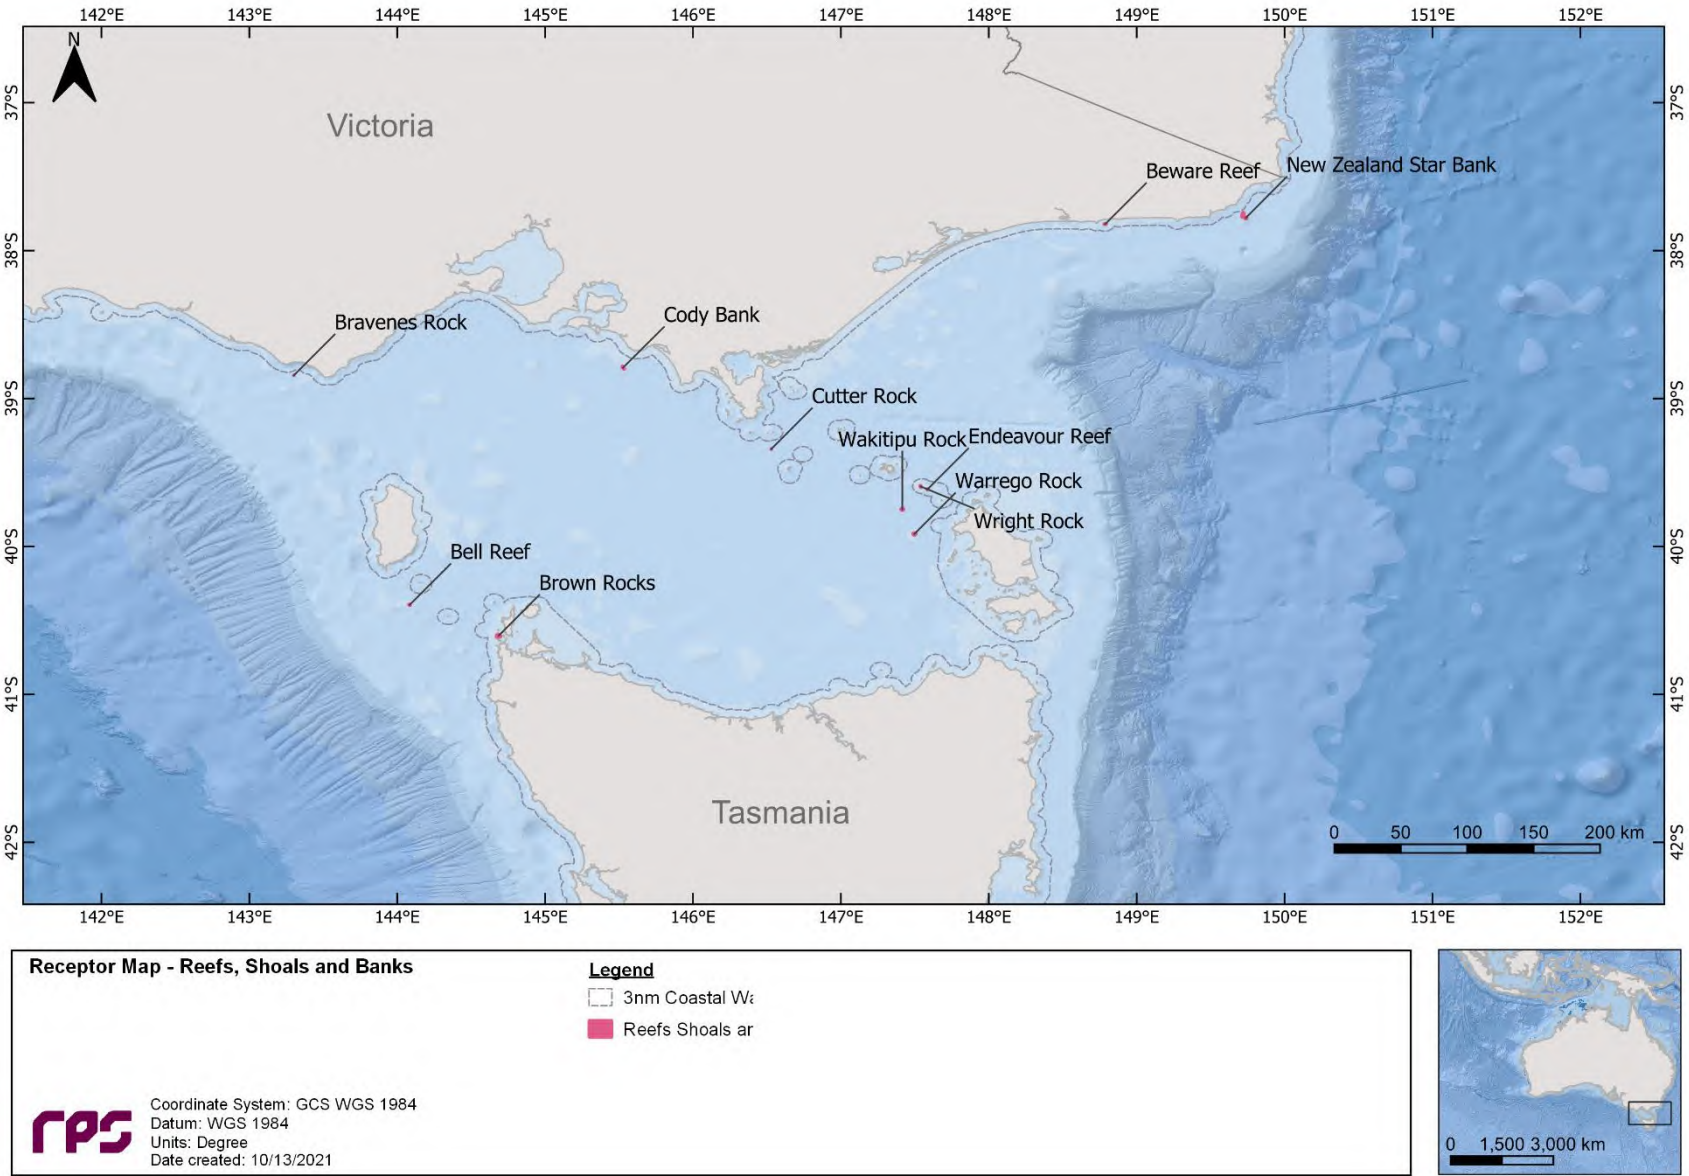 142°E 143°E 144°E 145°E 146°E 147°E 148°E 149°E 150°E 151°E 152°E
N
37°S
37°S
Victoria
Beware Reef
New Zealand Star Bank
38°S
38°S
Bravenes Rock
Cody Bank
39°S
39°S
Cutter Rock
Wakitipu Rock
Endeavour Reef
Warrego Rock
Wright Rock
40°S
40°S
Bell Reef
Brown Rocks
41°S
41°S
Tasmania
0 50 100 150 200 km
42°S
42°S
142°E 143°E 144°E 145°E 146°E 147°E 148°E 149°E 150°E 151°E 152°E
Receptor Map - Reefs, Shoals and Banks
Legend
3nm Coastal Wa
Reefs Shoals ar
rps
Coordinate System: GCS WGS 1984
Datum: WGS 1984
Units: Degree
Date created: 10/13/2021
0 1,500 3,000 km